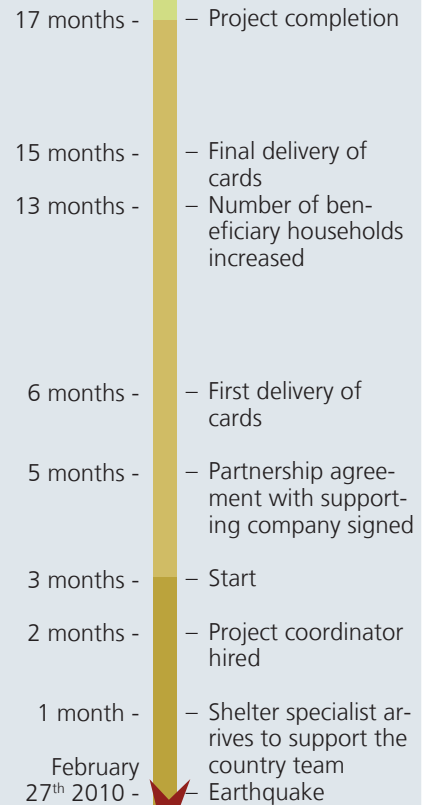 17 months - – Project completion
15 months - – Final delivery of
cards
13 months - – Number of ben-
eficiary households
increased
6 months - – First delivery of
cards
5 months - – Partnership agree-
ment with support-
ing company signed
3 months - – Start
2 months - – Project coordinator
hired
1 month - – Shelter specialist ar-
rives to support the
February country team
27th 2010 - – Earthquake